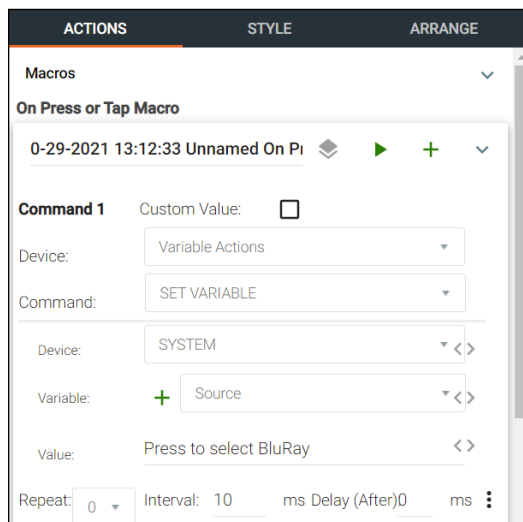 ACTIONS STYLE ARRANGE
Macros
On Press or Tap Macro
0-29-2021 13:12:33 Unnamed On Pr
Command 1 Custom Value:
Device: Variable Actions
Command: SET VARIABLE
Device: SYSTEM
Variable: + Source
Value: Press to select BluRay
Repeat: 0 Interval: 10 ms Delay (After)0 ms